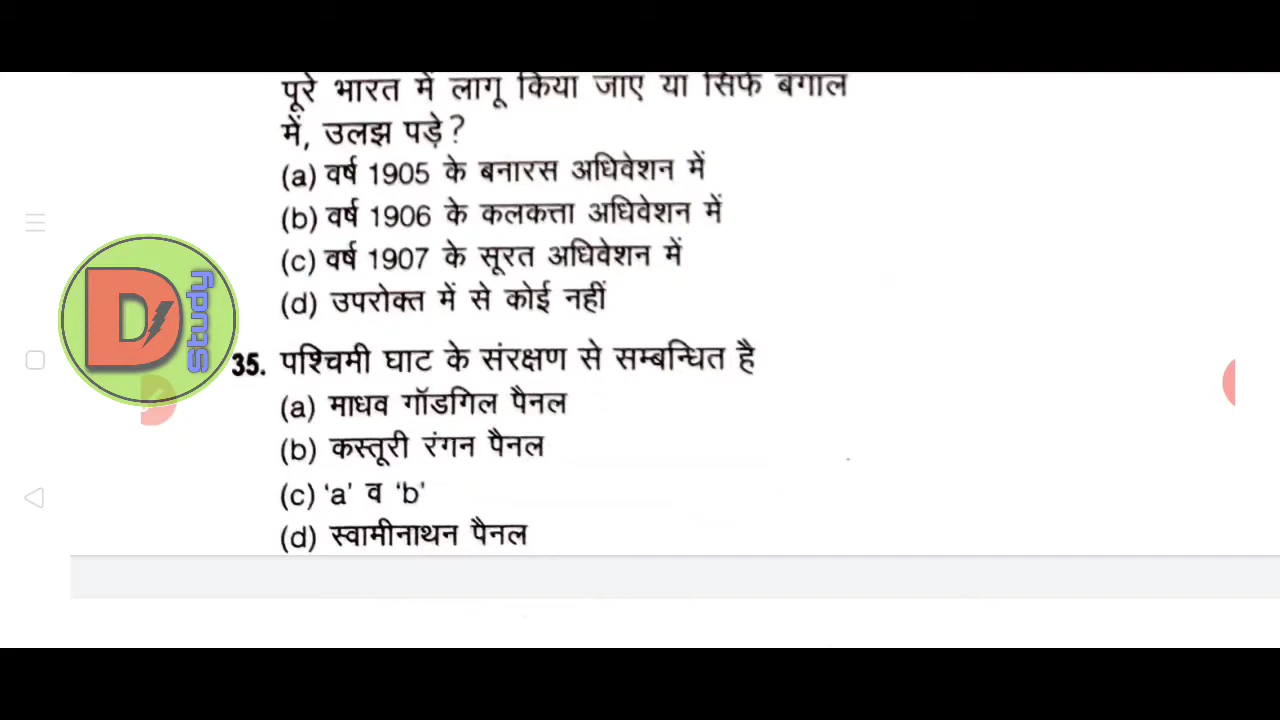 पूरे भारत में लागू किया जाए या सिर्फ बगाल
में, उलझ पड़े?
(a) वर्ष 1905 के बनारस अधिवेशन में
(b) वर्ष 1906 के कलकत्ता अधिवेशन में
(c) वर्ष 1907 के सूरत अधिवेशन में
(d) उपरोक्त में से कोई नहीं
D Study
35. पश्चिमी घाट के संरक्षण से सम्बन्धित है
(a) माधव गॉडगिल पैनल
(b) कस्तूरी रंगन पैनल
(c) 'a' व 'b'
(d) स्वामीनाथन पैनल